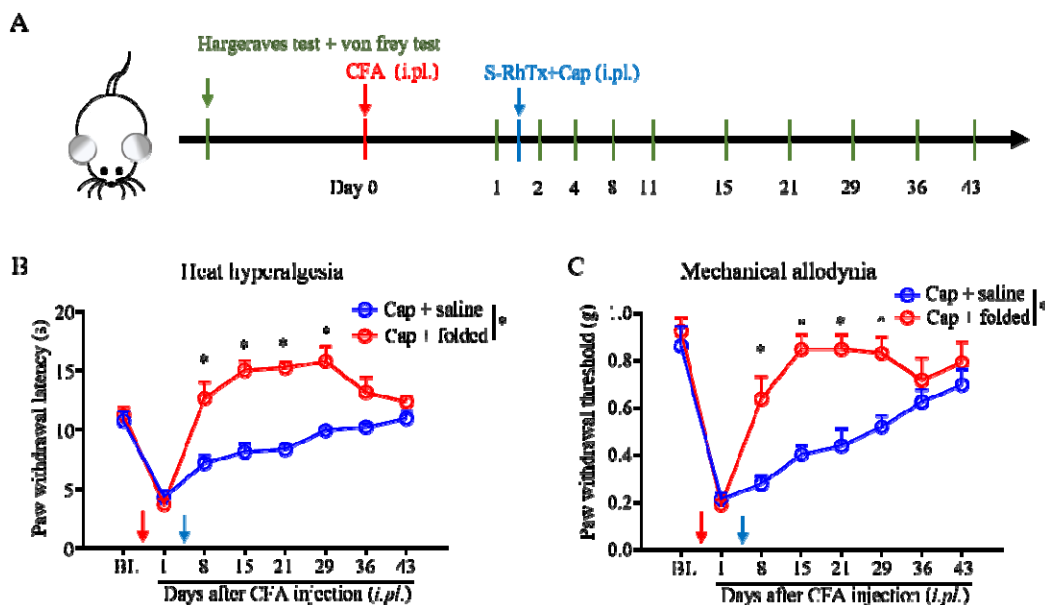 A
Hargeraves test + von frey test
CFA (i.pl.)
S-RhTx+Cap (i.pl.)
Day 0 1 2 4 8 11 15 21 29 36 43
B
Heat hyperalgesia
Cap + saline
Cap + folded
*
* * * *
Paw withdrawal latency (s)
20
15
10
5
0
BL 1 8 15 21 29 36 43
Days after CFA injection (i.pl.)
C
Mechanical allodynia
Cap + saline
Cap + folded
*
* * * *
Paw withdrawal threshold (g)
1.0
0.8
0.6
0.4
0.2
0.0
BL 1 8 15 21 29 36 43
Days after CFA injection (i.pl.)